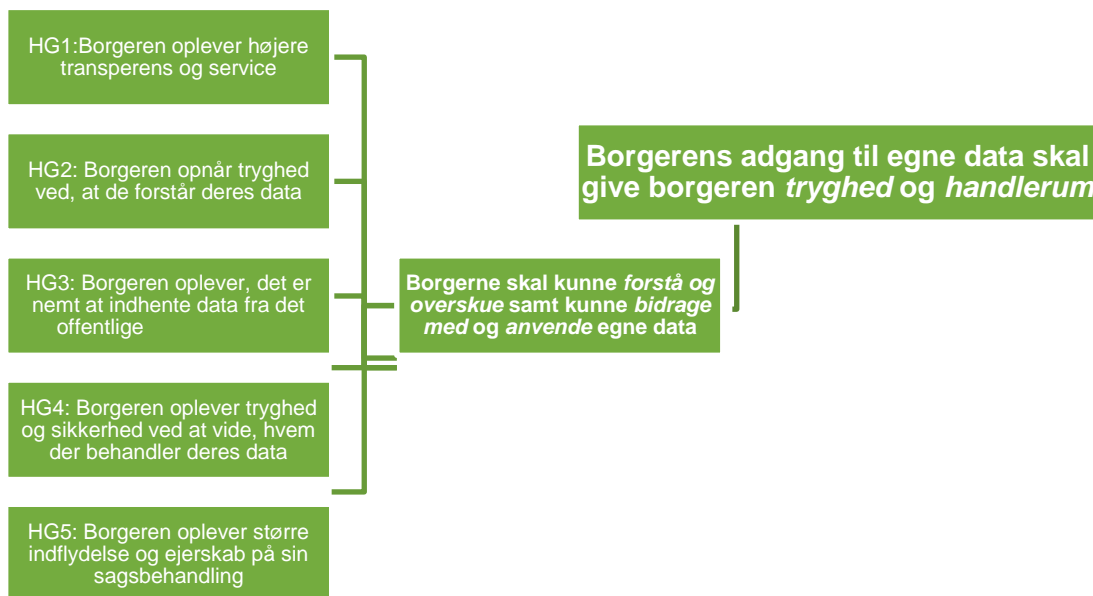 HG1:Borgeren oplever højere
transperens og service
HG2: Borgeren opnår tryghed
ved, at de forstår deres data
HG3: Borgeren oplever, det er
nemt at indhente data fra det
offentlige
HG4: Borgeren oplever tryghed
og sikkerhed ved at vide, hvem
der behandler deres data
HG5: Borgeren oplever større
indflydelse og ejerskab på sin
sagsbehandling
Borgerne skal kunne forstå og
overskue samt kunne bidrage
med og anvende egne data
Borgerens adgang til egne data skal
give borgeren tryghed og handlerum